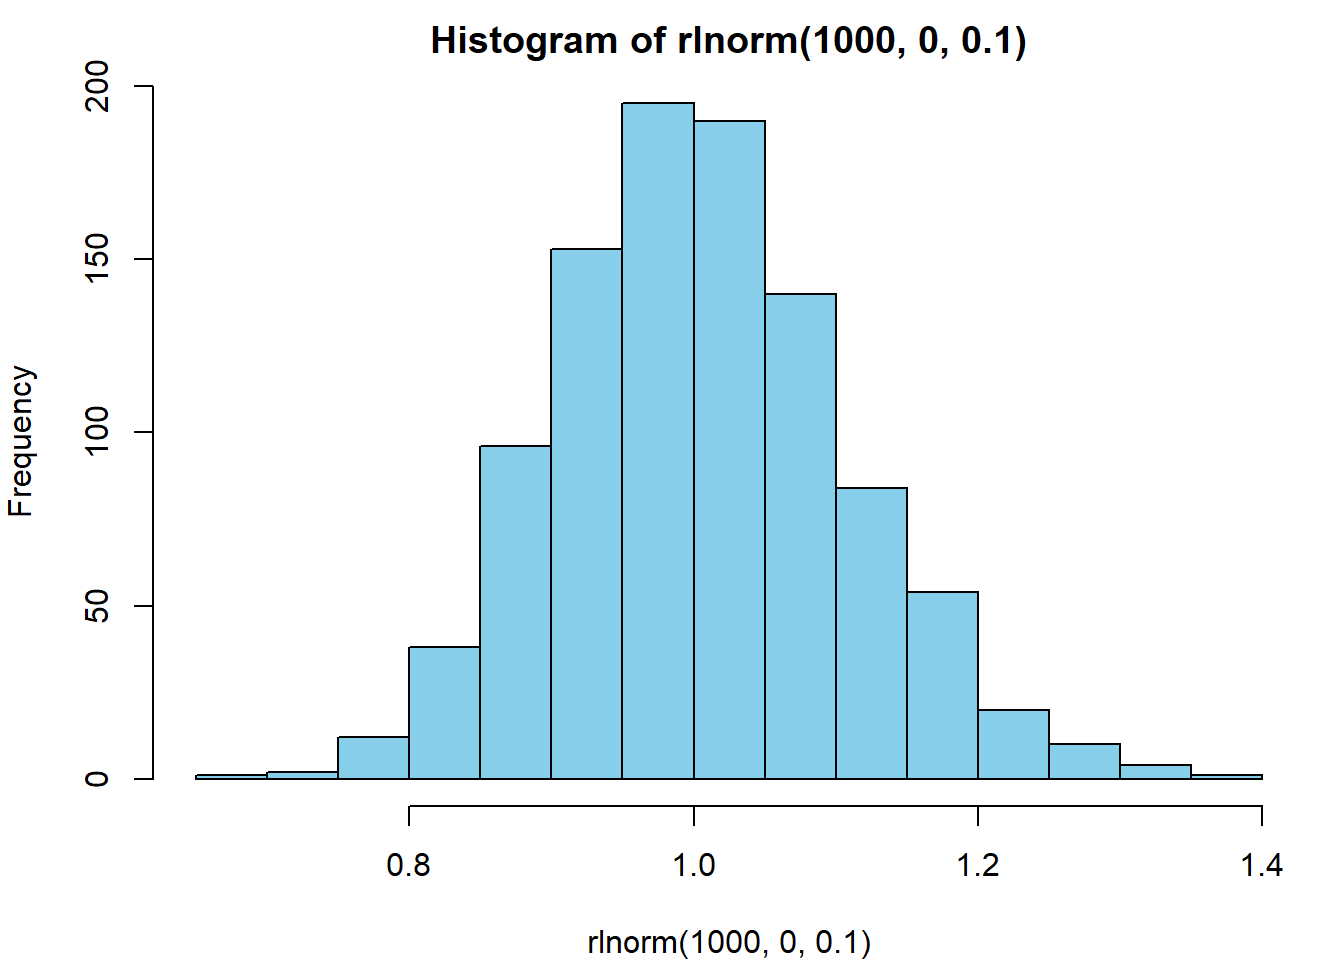 Histogram of rlnorm(1000, 0, 0.1)
Frequency
200
150
100
50
0
0.8 1.0 1.2 1.4
rlnorm(1000, 0, 0.1)